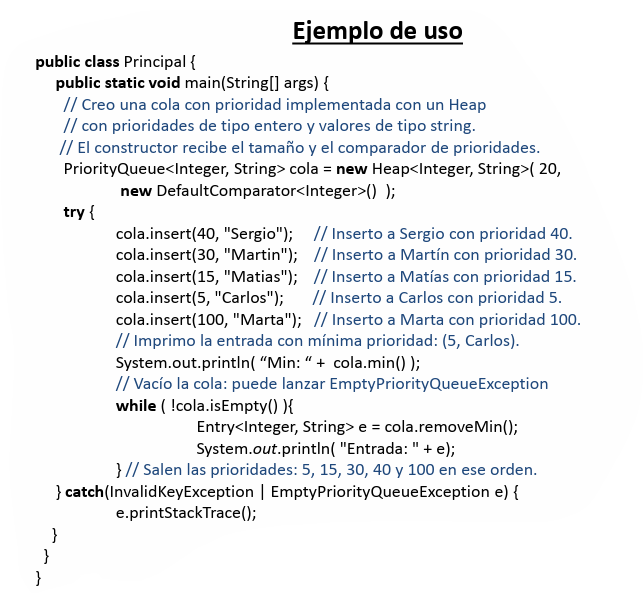 Ejemplo de uso
public class Principal {
public static void main(String[] args) {
// Creo una cola con prioridad implementada con un Heap
// con prioridades de tipo entero y valores de tipo string.
// El constructor recibe el tamaño y el comparador de prioridades.
PriorityQueue<Integer, String> cola = new Heap<Integer, String>( 20,
new DefaultComparator<Integer>() );
try {
cola.insert(40, "Sergio"); // Inserto a Sergio con prioridad 40.
cola.insert(30, "Martin"); // Inserto a Martín con prioridad 30.
cola.insert(15, "Matias"); // Inserto a Matías con prioridad 15.
cola.insert(5, "Carlos"); // Inserto a Carlos con prioridad 5.
cola.insert(100, "Marta"); // Inserto a Marta con prioridad 100.
// Imprimo la entrada con mínima prioridad: (5, Carlos).
System.out.println( “Min: “ + cola.min() );
// Vacío la cola: puede lanzar EmptyPriorityQueueException
while ( !cola.isEmpty() ){
Entry<Integer, String> e = cola.removeMin();
System.out.println( "Entrada: " + e);
} // Salen las prioridades: 5, 15, 30, 40 y 100 en ese orden.
} catch(InvalidKeyException | EmptyPriorityQueueException e) {
e.printStackTrace();
}
}
}